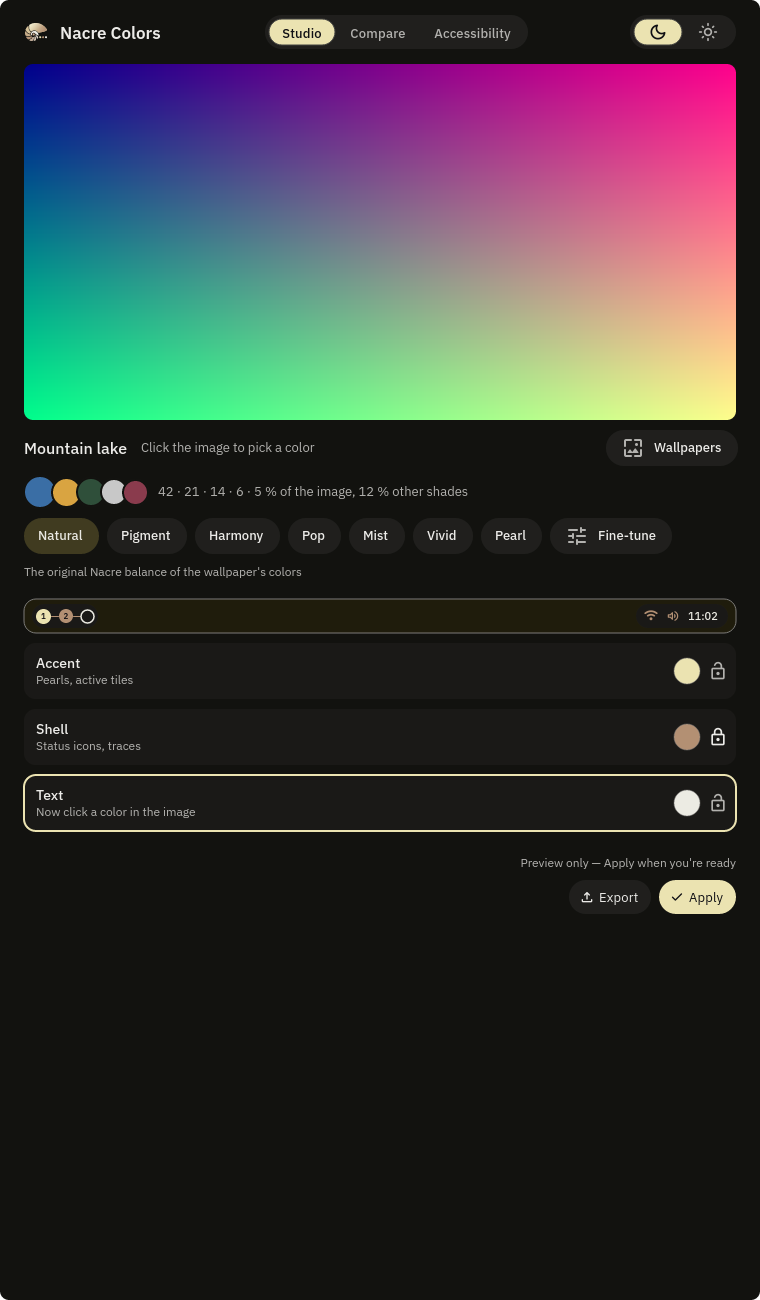 Nacre Colors
Studio
Compare
Accessibility
Mountain lake
Click the image to pick a color
Wallpapers
42 · 21 · 14 · 6 · 5 % of the image, 12 % other shades
Natural
Pigment
Harmony
Pop
Mist
Vivid
Pearl
Fine-tune
The original Nacre balance of the wallpaper's colors
1
2
11:02
Accent
Pearls, active tiles
Shell
Status icons, traces
Text
Now click a color in the image
Preview only — Apply when you're ready
Export
Apply